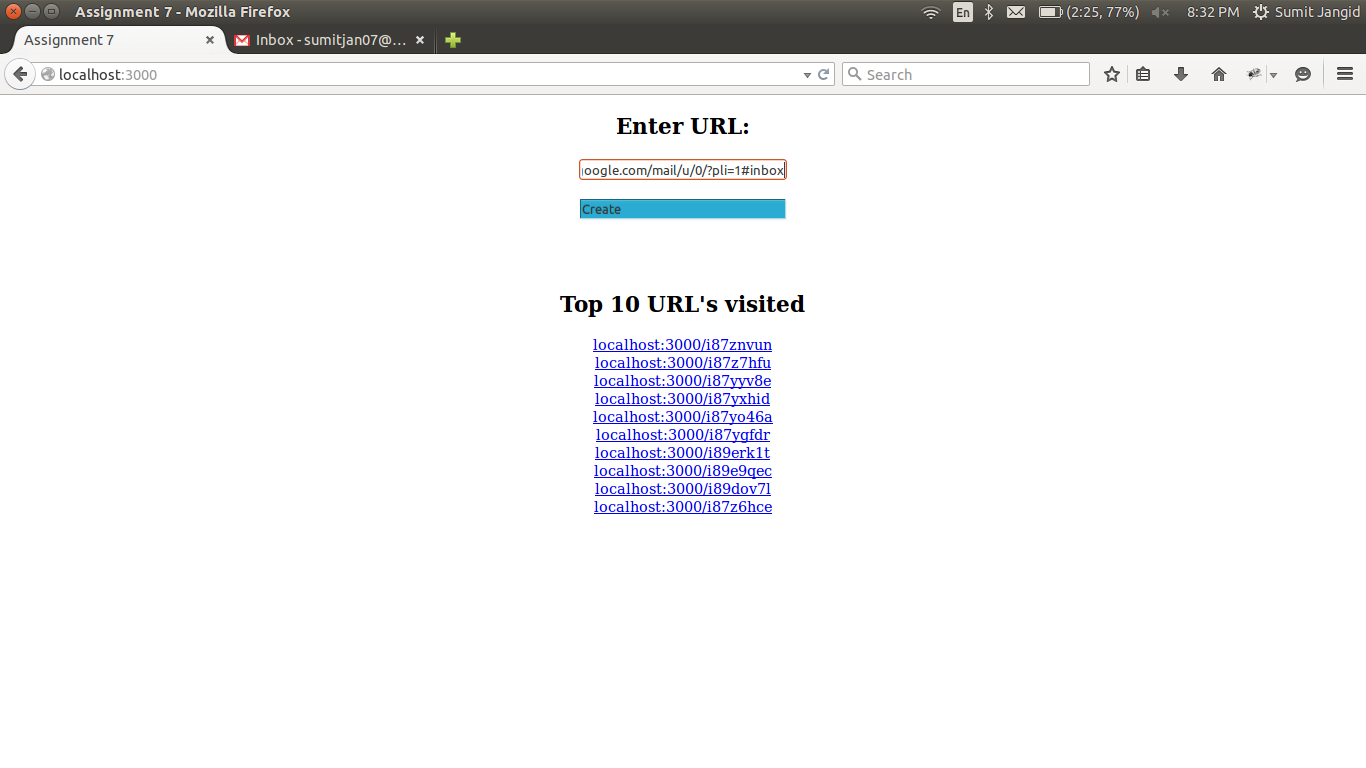 Assignment 7 - Mozilla Firefox
En
(2:25, 77%)
8:32 PM
Sumit Jangid
Assignment 7
Inbox - sumitjan07@...
localhost:3000
Search
Enter URL:
oogle.com/mail/u/0/?pli=1#inbox
Create
Top 10 URL's visited
localhost:3000/i87znvun
localhost:3000/i87z7hfu
localhost:3000/i87yyv8e
localhost:3000/i87yxhid
localhost:3000/i87yo46a
localhost:3000/i87ygfdr
localhost:3000/i89erk1t
localhost:3000/i89e9qec
localhost:3000/i89dov7l
localhost:3000/i87z6hce